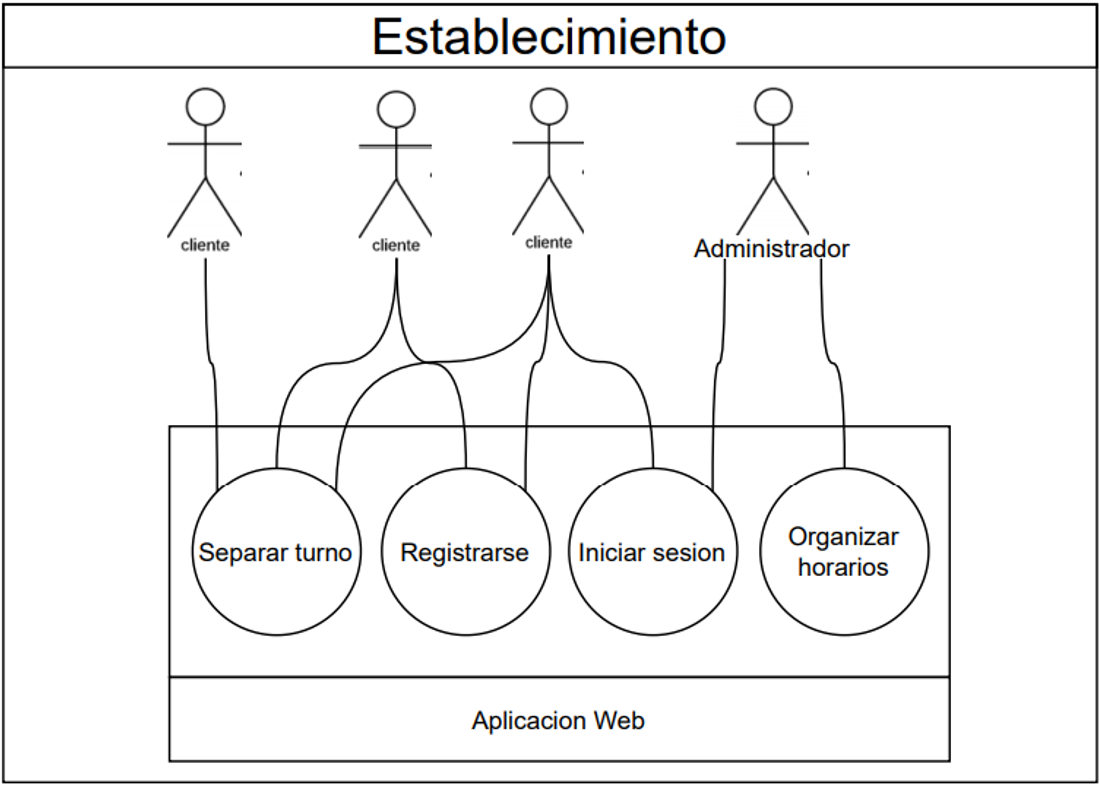 Establecimiento
cliente
cliente
cliente
Administrador
Separar turno
Registrarse
Iniciar sesion
Organizar
horarios
Aplicacion Web